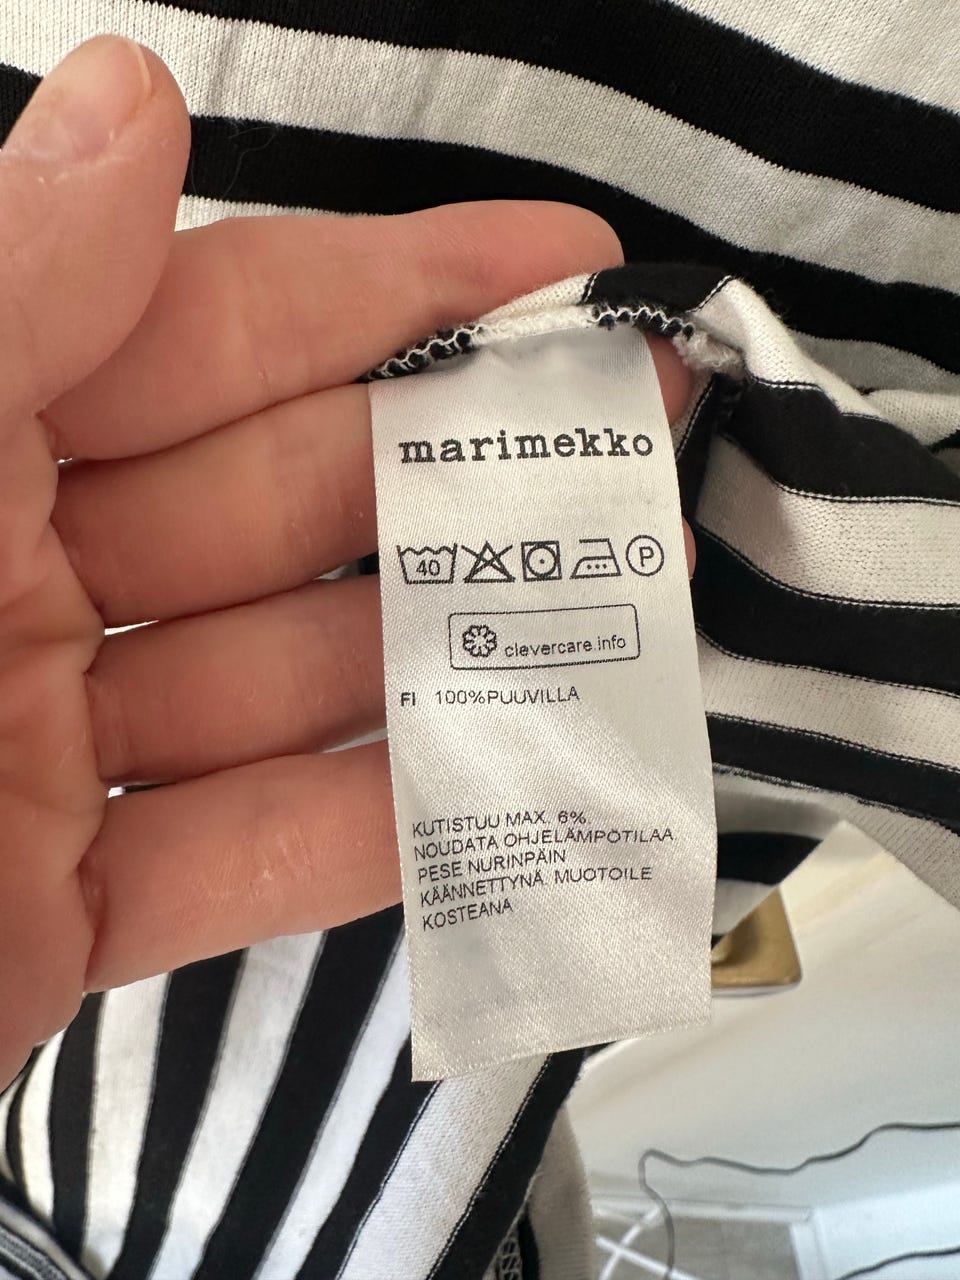 marimekko
40 P
clevercare.info
FI 100%PUUVILLA
KUTISTUU MAX. 6%.
NOUDATA OHJELÄMPÖTILAA.
PESE NURINPÄIN
KÄÄNNETTYNÄ. MUOTOILE
KOSTEANA